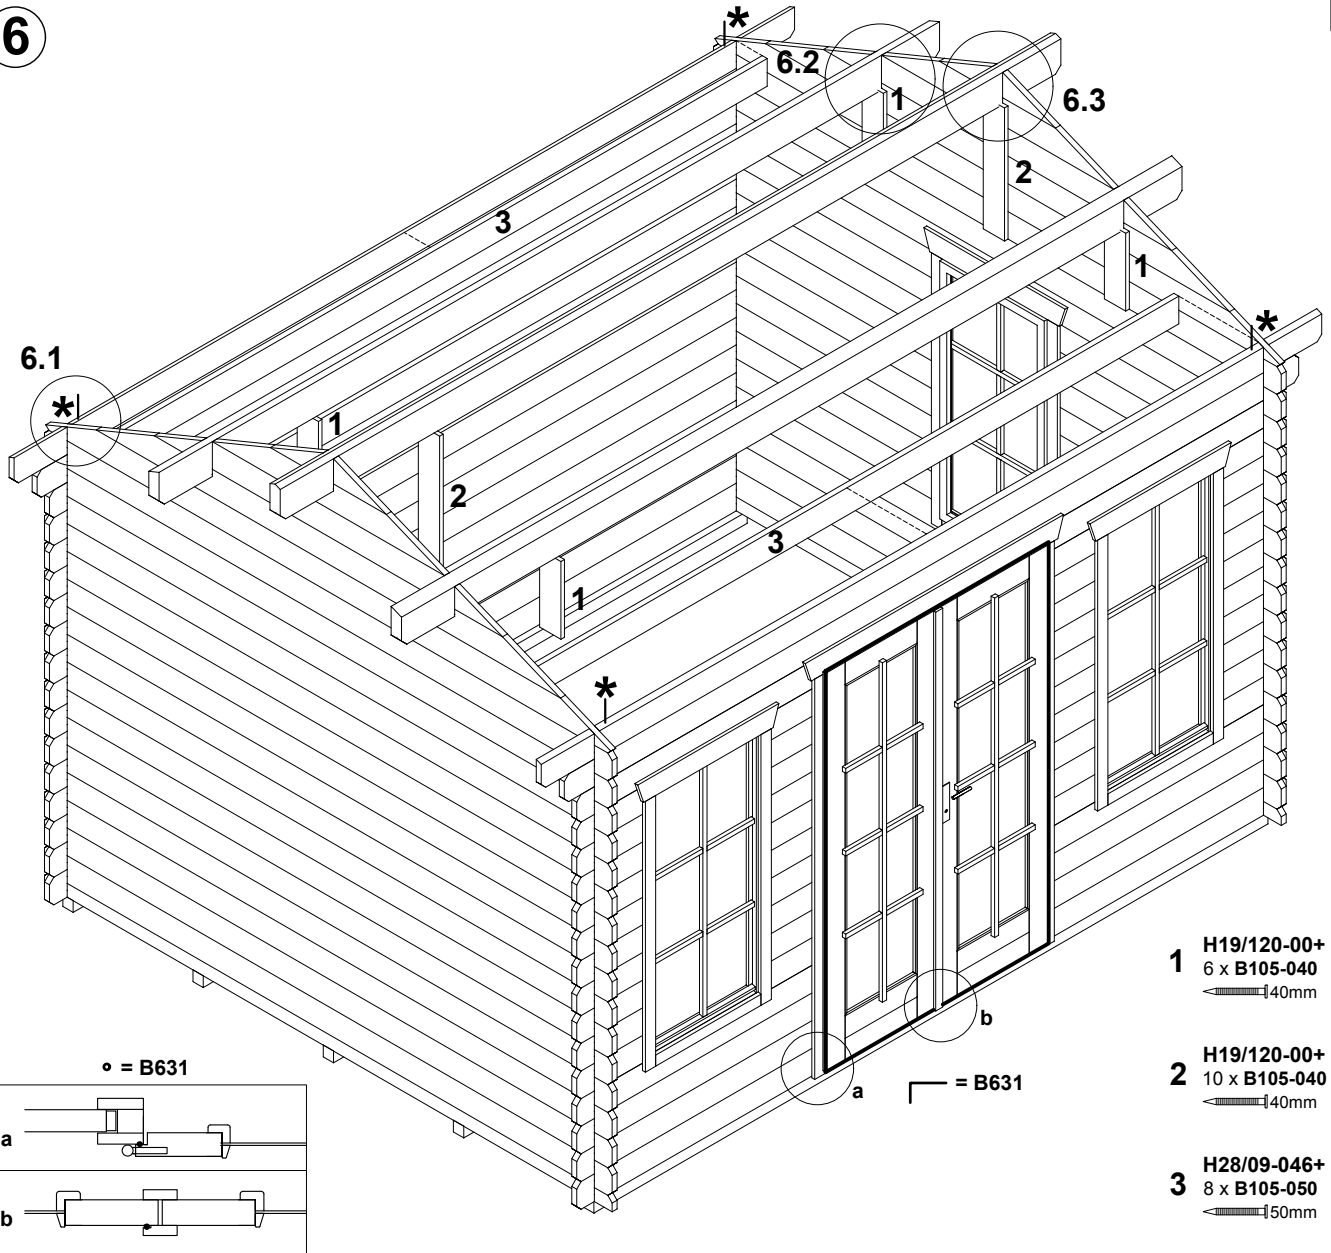 6
*
6.2
1
6.3
2
3
1
*
6.1
*
1
2
3
1
*
1 H19/120-00+
6 x B105-040
40mm
b
2 H19/120-00+
10 x B105-040
40mm
= B631
a
= B631
a
3 H28/09-046+
8 x B105-050
50mm
b